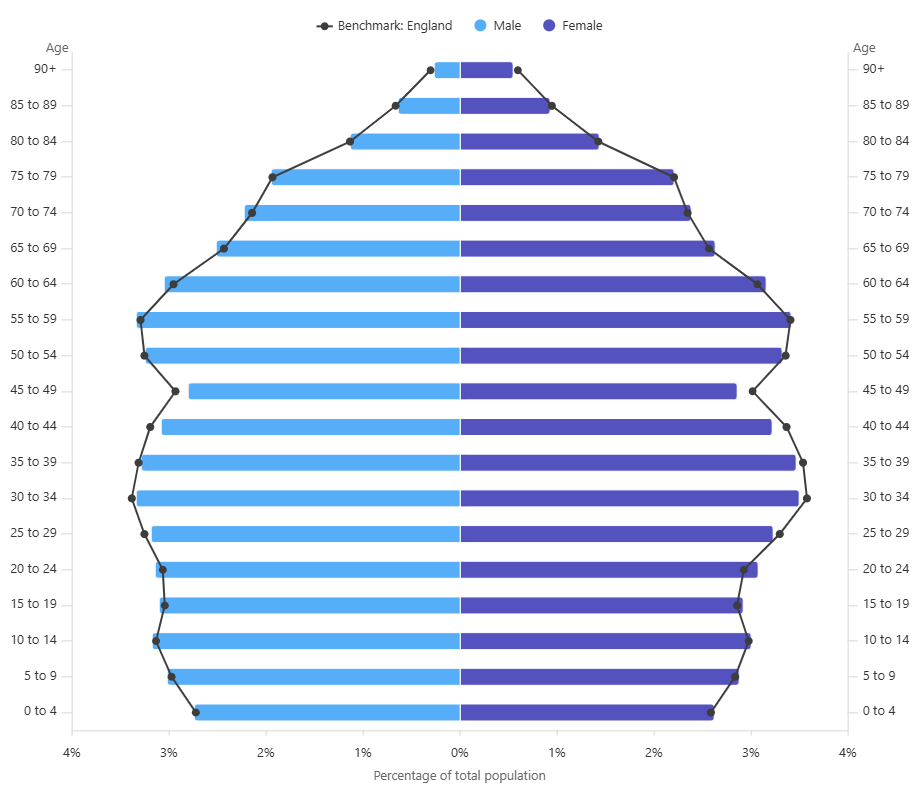 Benchmark: England Male Female
Age Age
90+ 90+
85 to 89 85 to 89
80 to 84 80 to 84
75 to 79 75 to 79
70 to 74 70 to 74
65 to 69 65 to 69
60 to 64 60 to 64
55 to 59 55 to 59
50 to 54 50 to 54
45 to 49 45 to 49
40 to 44 40 to 44
35 to 39 35 to 39
30 to 34 30 to 34
25 to 29 25 to 29
20 to 24 20 to 24
15 to 19 15 to 19
10 to 14 10 to 14
5 to 9 5 to 9
0 to 4 0 to 4
4% 3% 2% 1% 0% 1% 2% 3% 4%
Percentage of total population